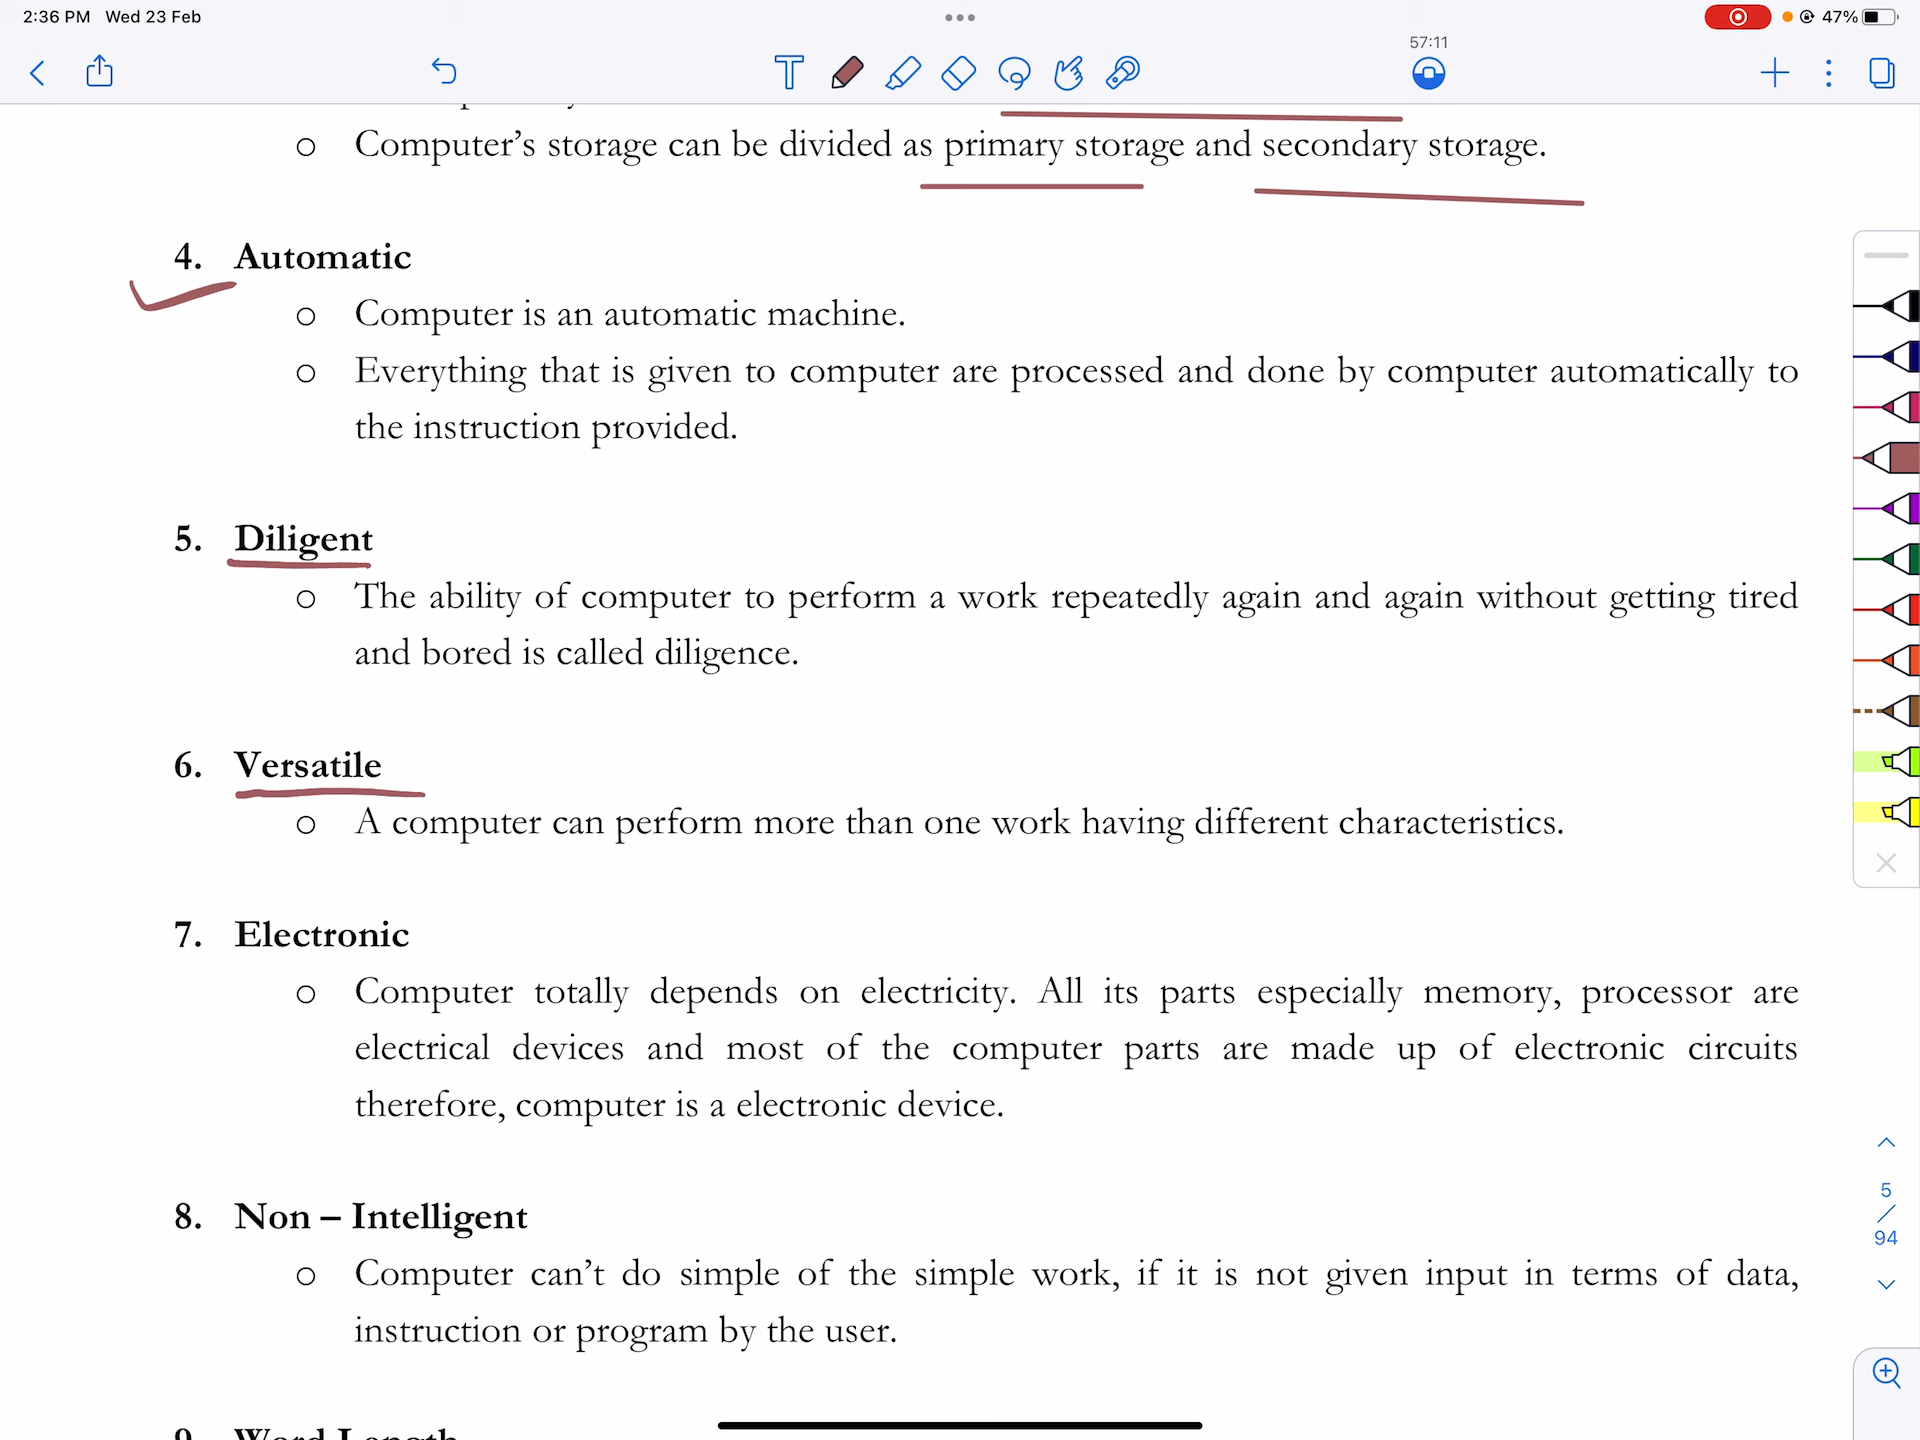 2:36 PM Wed 23 Feb
47%
57:11
T
o Computer's storage can be divided as primary storage and secondary storage.
4. Automatic
o Computer is an automatic machine.
o Everything that is given to computer are processed and done by computer automatically to
the instruction provided.
5. Diligent
o The ability of computer to perform a work repeatedly again and again without getting tired
and bored is called diligence.
6. Versatile
o A computer can perform more than one work having different characteristics.
7. Electronic
o Computer totally depends on electricity. All its parts especially memory, processor are
electrical devices and most of the computer parts are made up of electronic circuits
therefore, computer is a electronic device.
8. Non – Intelligent
o Computer can't do simple of the simple work, if it is not given input in terms of data,
instruction or program by the user.
9. Word Length
5
/
94